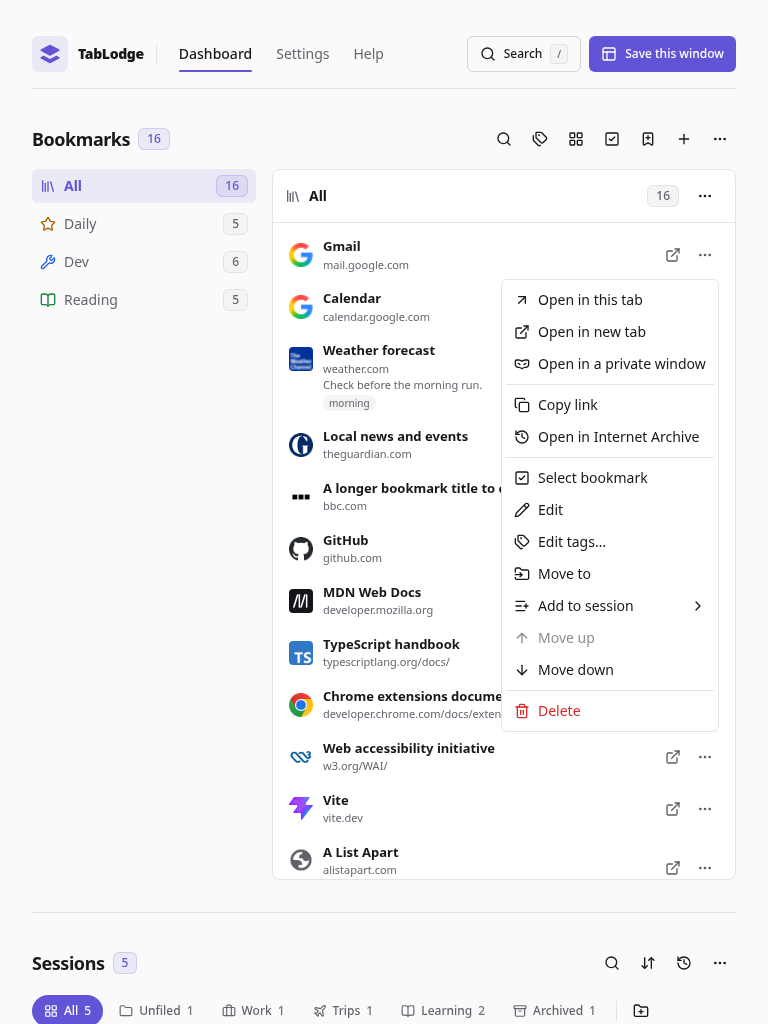 TabLodge
Dashboard
Settings
Help
Search /
Save this window
Bookmarks 16
All 16
Daily 5
Dev 6
Reading 5
All 16
Gmail
mail.google.com
Calendar
calendar.google.com
The Weather Channel
Weather forecast
weather.com
Check before the morning run.
morning
Local news and events
theguardian.com
A longer bookmark title to
bbc.com
GitHub
github.com
MDN Web Docs
developer.mozilla.org
TS
TypeScript handbook
typescriptlang.org/docs/
Chrome extensions docume
developer.chrome.com/docs/exten
Web accessibility initiative
w3.org/WAI/
Vite
vite.dev
A List Apart
alistapart.com
Open in this tab
Open in new tab
Open in a private window
Copy link
Open in Internet Archive
Select bookmark
Edit
Edit tags...
Move to
Add to session
Move up
Move down
Delete
Sessions 5
All 5
Unfiled 1
Work 1
Trips 1
Learning 2
Archived 1